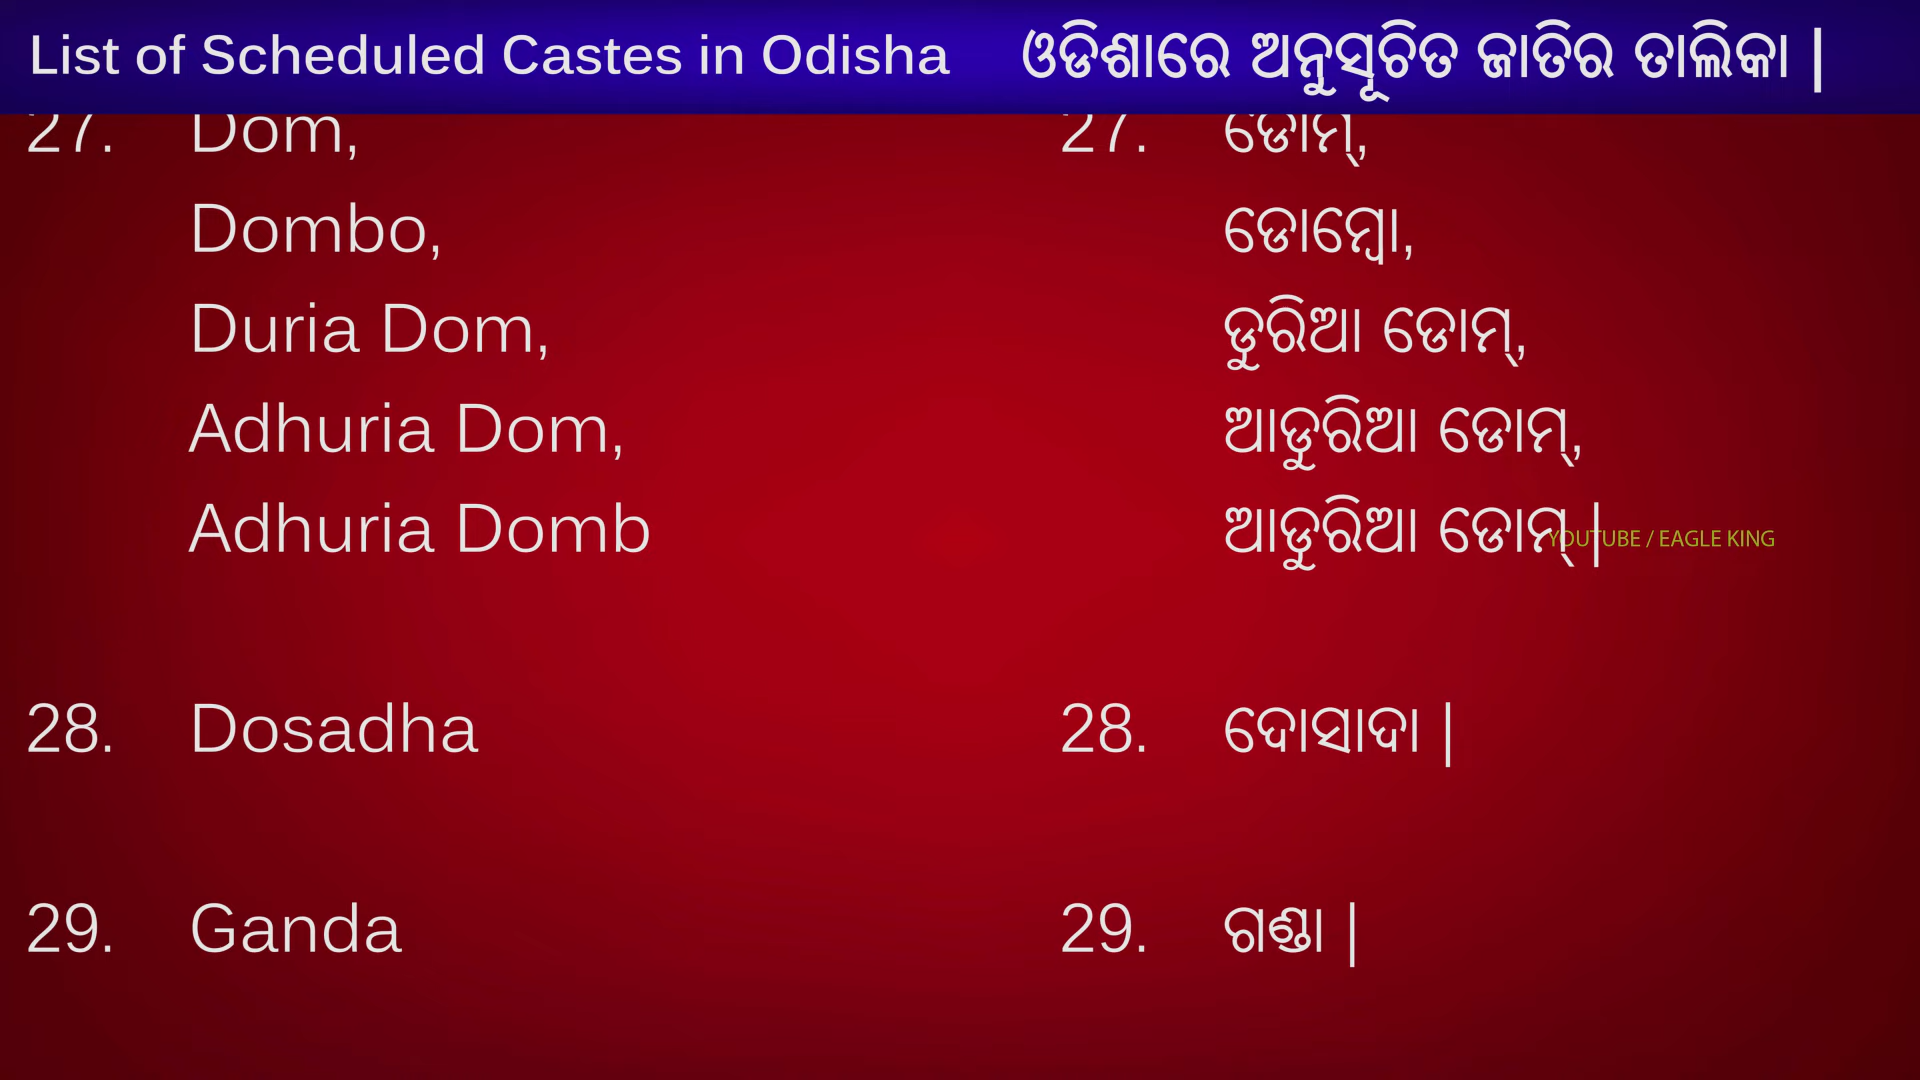 List of Scheduled Castes in Odisha ଓଡିଶାରେ ଅନୁସୂଚିତ ଜାତିର ତାଲିକା |
27. Dom, 27. ଡୋମ୍,
Dombo, ଡୋମ୍ବୋ,
Duria Dom, ଡୁରିଆ ଡୋମ୍,
Adhuria Dom, ଆଡୁରିଆ ଡୋମ୍,
Adhuria Domb ଆଡୁରିଆ ଡୋମ୍ |
YOUTUBE / EAGLE KING
28. Dosadha 28. ଦୋସାଦା |
29. Ganda 29. ଗଣ୍ଡା |